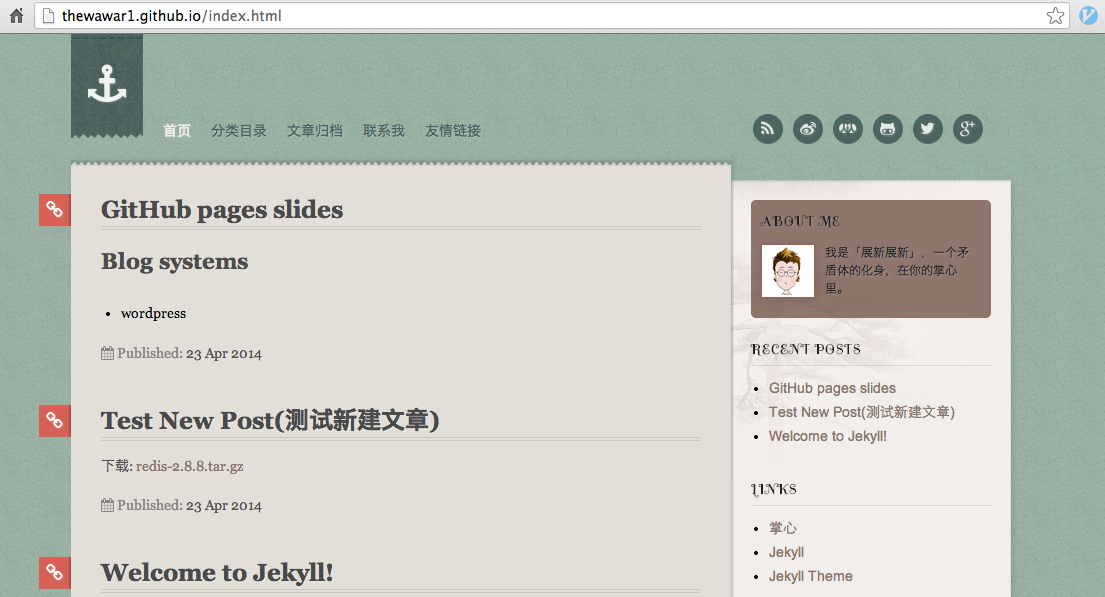 thewawar1.github.io/index.html
首页 分类目录 文章归档 联系我 友情链接
GitHub pages slides
Blog systems
wordpress
Published: 23 Apr 2014
Test New Post(测试新建文章)
下载: redis-2.8.8.tar.gz
Published: 23 Apr 2014
Welcome to Jekyll!
ABOUT ME
我是「展新展新」，一个矛
盾体的化身，在你的掌心
里。
RECENT POSTS
GitHub pages slides
Test New Post(测试新建文章)
Welcome to Jekyll!
LINKS
掌心
Jekyll
Jekyll Theme